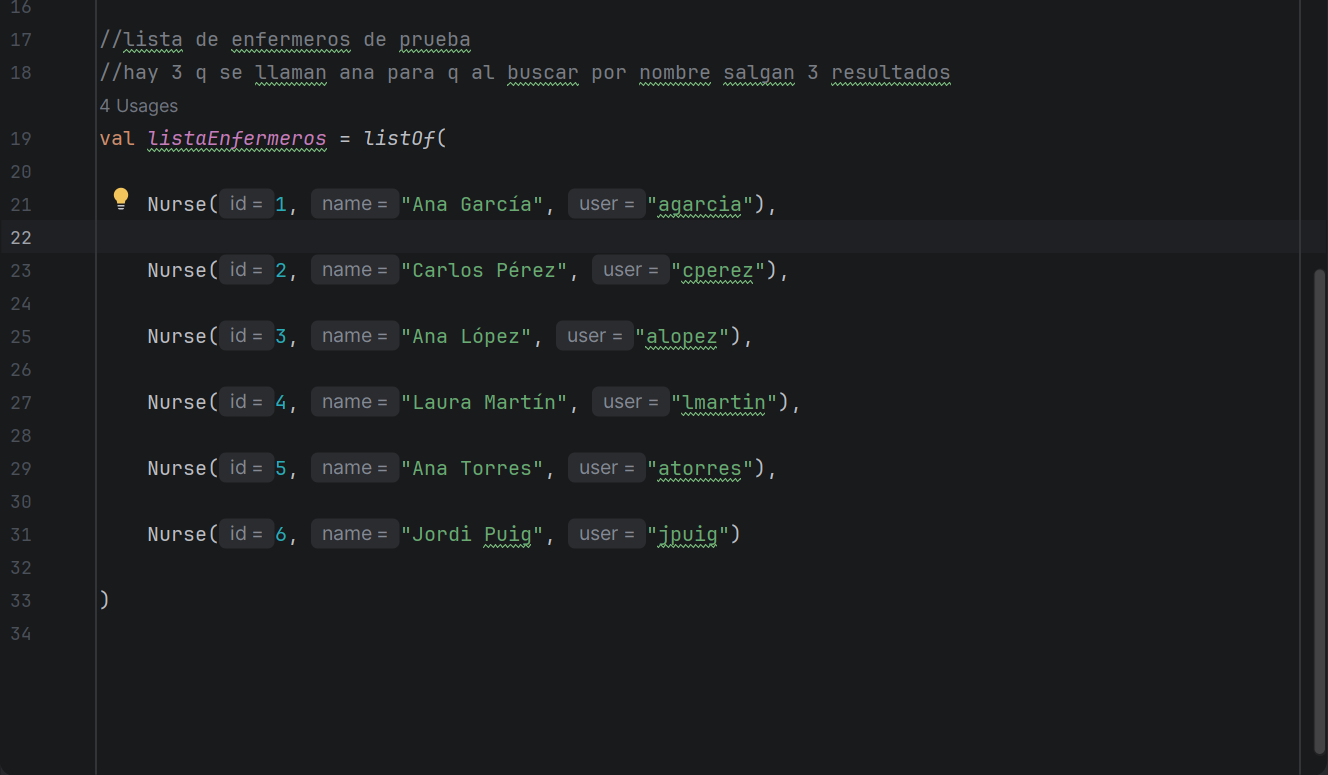 16
17 //lista de enfermeros de prueba
18 //hay 3 q se llaman ana para q al buscar por nombre salgan 3 resultados
4 Usages
19 val listaEnfermeros = listOf(
20
21 Nurse( id = 1, name = "Ana García", user = "agarcia"),
22
23 Nurse( id = 2, name = "Carlos Pérez", user = "cperez"),
24
25 Nurse( id = 3, name = "Ana López", user = "alopez"),
26
27 Nurse( id = 4, name = "Laura Martín", user = "lmartin"),
28
29 Nurse( id = 5, name = "Ana Torres", user = "atorres"),
30
31 Nurse( id = 6, name = "Jordi Puig", user = "jpuig")
32
33 )
34